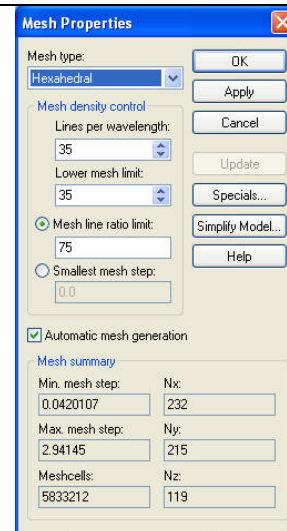 Mesh Properties
Mesh type:
Hexahedral
Mesh density control
Lines per wavelength:
35
Lower mesh limit:
35
Mesh line ratio limit:
75
Smallest mesh step:
0.0
Automatic mesh generation
Mesh summary
Min. mesh step: Nx:
0.0420107 232
Max. mesh step: Ny:
2.94145 215
Meshcells: Nz:
5833212 119
OK
Apply
Cancel
Update
Specials...
Simplify Model...
Help